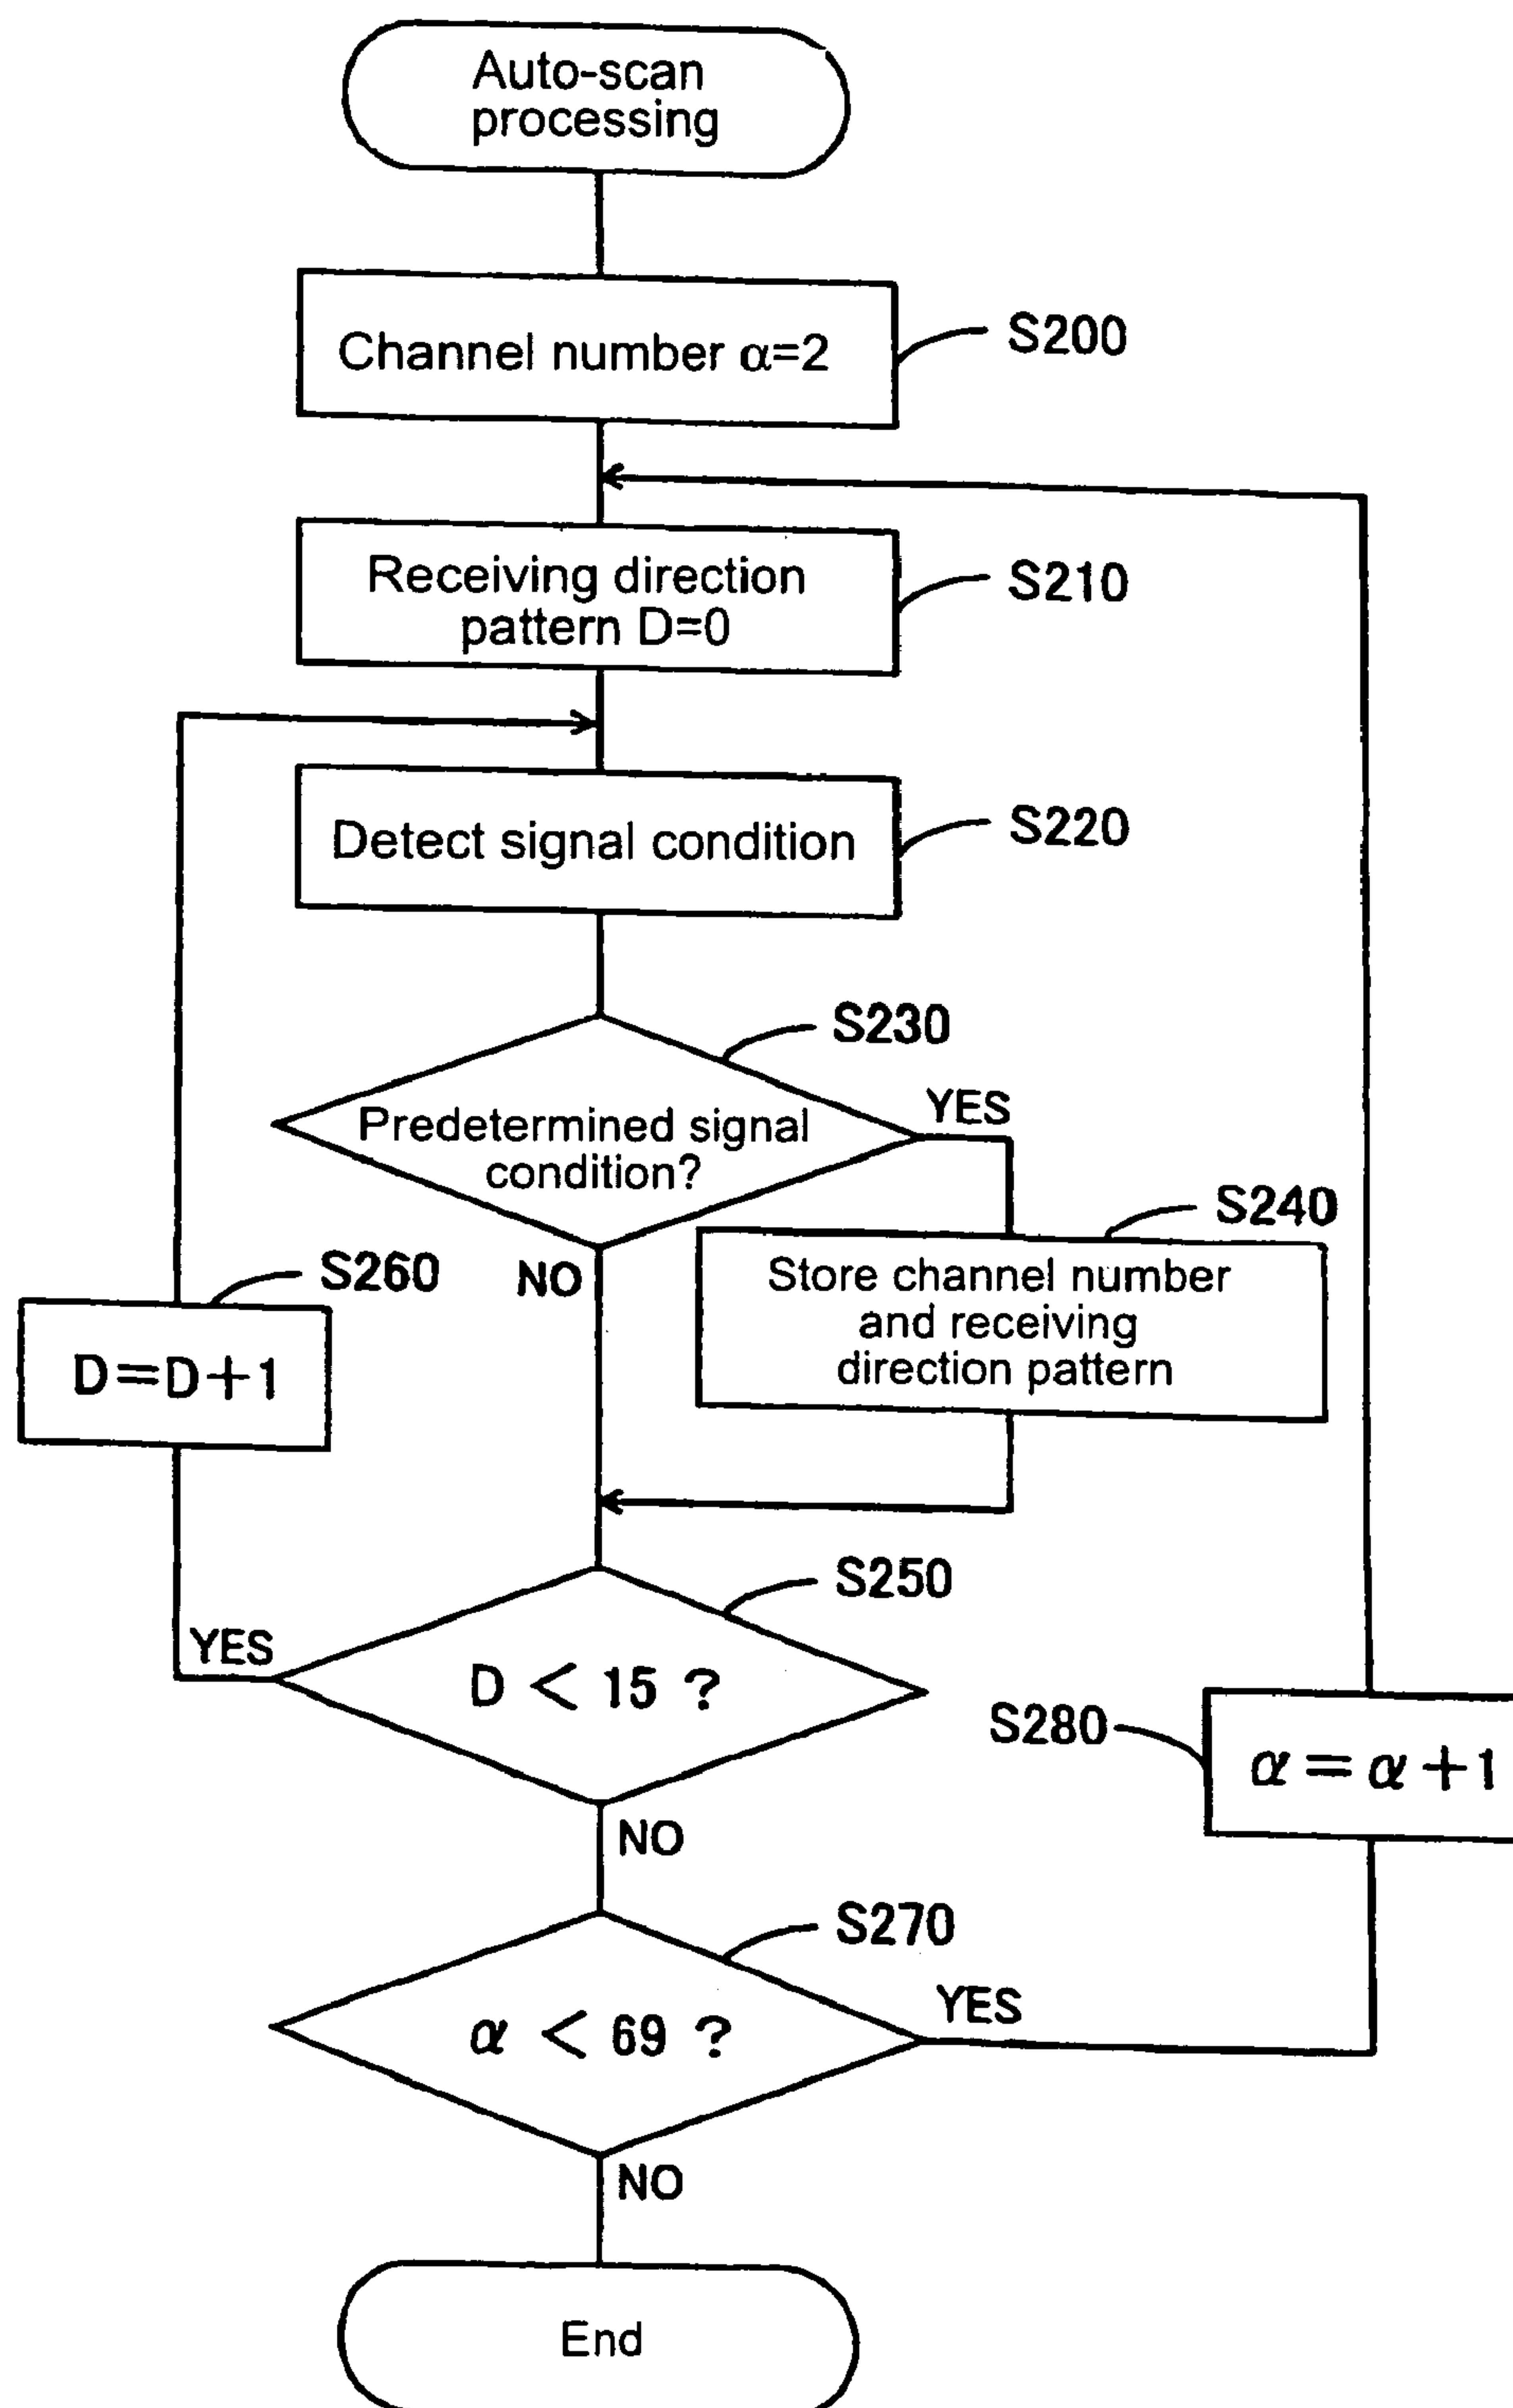 Auto-scan
processing
Channel number α=2
S200
Receiving direction
pattern D=0
S210
Detect signal condition
S220
S230
Predetermined signal
condition?
YES
NO
S240
Store channel number
and receiving
direction pattern
S260
D=D+1
S250
D < 15 ?
YES
NO
S280
α=α+1
S270
α < 69 ?
YES
NO
End